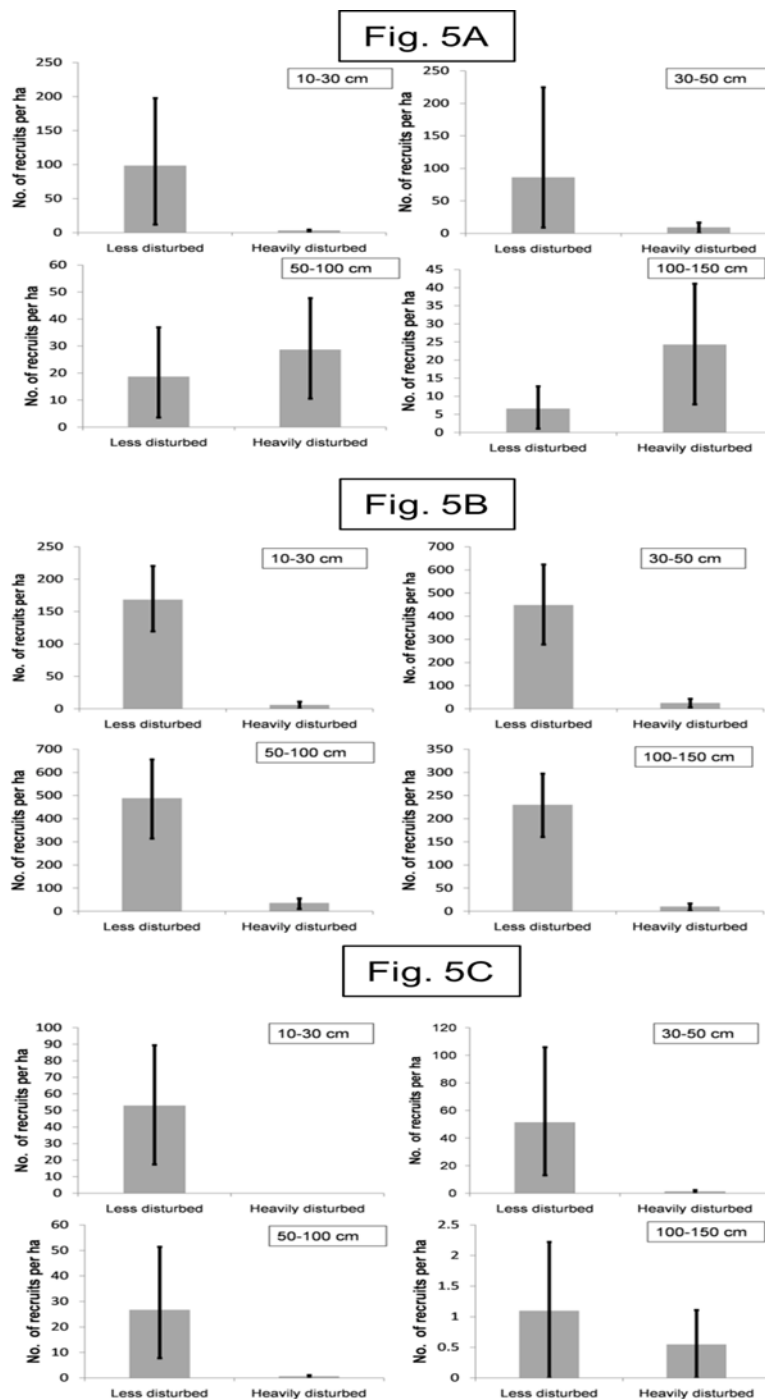 Fig. 5A
10-30 cm
No. of recruits per ha
250
200
150
100
50
0
Less disturbed Heavily disturbed
30-50 cm
No. of recruits per ha
250
200
150
100
50
0
Less disturbed Heavily disturbed
50-100 cm
No. of recruits per ha
60
50
40
30
20
10
0
Less disturbed Heavily disturbed
100-150 cm
No. of recruits per ha
45
40
35
30
25
20
15
10
5
0
Less disturbed Heavily disturbed
Fig. 5B
10-30 cm
No. of recruits per ha
250
200
150
100
50
0
Less disturbed Heavily disturbed
30-50 cm
No. of recruits per ha
700
600
500
400
300
200
100
0
Less disturbed Heavily disturbed
50-100 cm
No. of recruits per ha
700
600
500
400
300
200
100
0
Less disturbed Heavily disturbed
100-150 cm
No. of recruits per ha
350
300
250
200
150
100
50
0
Less disturbed Heavily disturbed
Fig. 5C
10-30 cm
No. of recruits per ha
100
90
80
70
60
50
40
30
20
10
0
Less disturbed Heavily disturbed
30-50 cm
No. of recruits per ha
120
100
80
60
40
20
0
Less disturbed Heavily disturbed
50-100 cm
No. of recruits per ha
60
50
40
30
20
10
0
Less disturbed Heavily disturbed
100-150 cm
No. of recruits per ha
2.5
2
1.5
1
0.5
0
Less disturbed Heavily disturbed